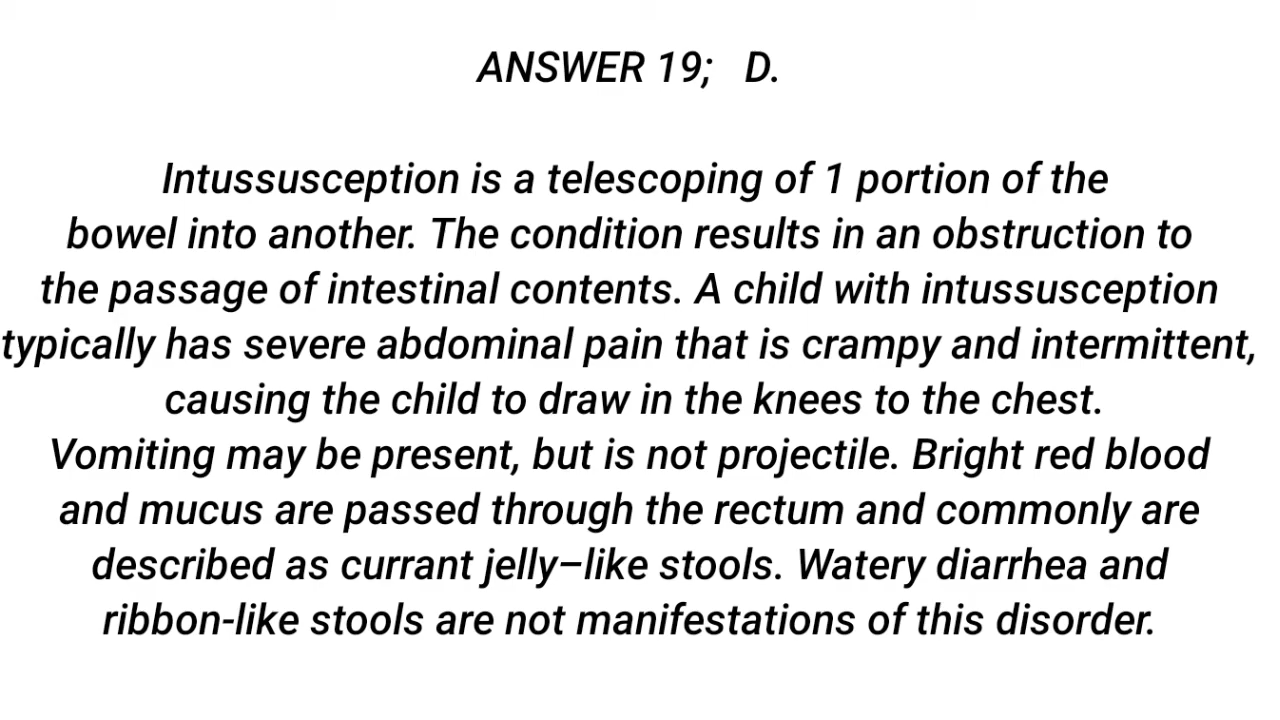 ANSWER 19; D.
Intussusception is a telescoping of 1 portion of the
bowel into another. The condition results in an obstruction to
the passage of intestinal contents. A child with intussusception
typically has severe abdominal pain that is crampy and intermittent,
causing the child to draw in the knees to the chest.
Vomiting may be present, but is not projectile. Bright red blood
and mucus are passed through the rectum and commonly are
described as currant jelly–like stools. Watery diarrhea and
ribbon-like stools are not manifestations of this disorder.